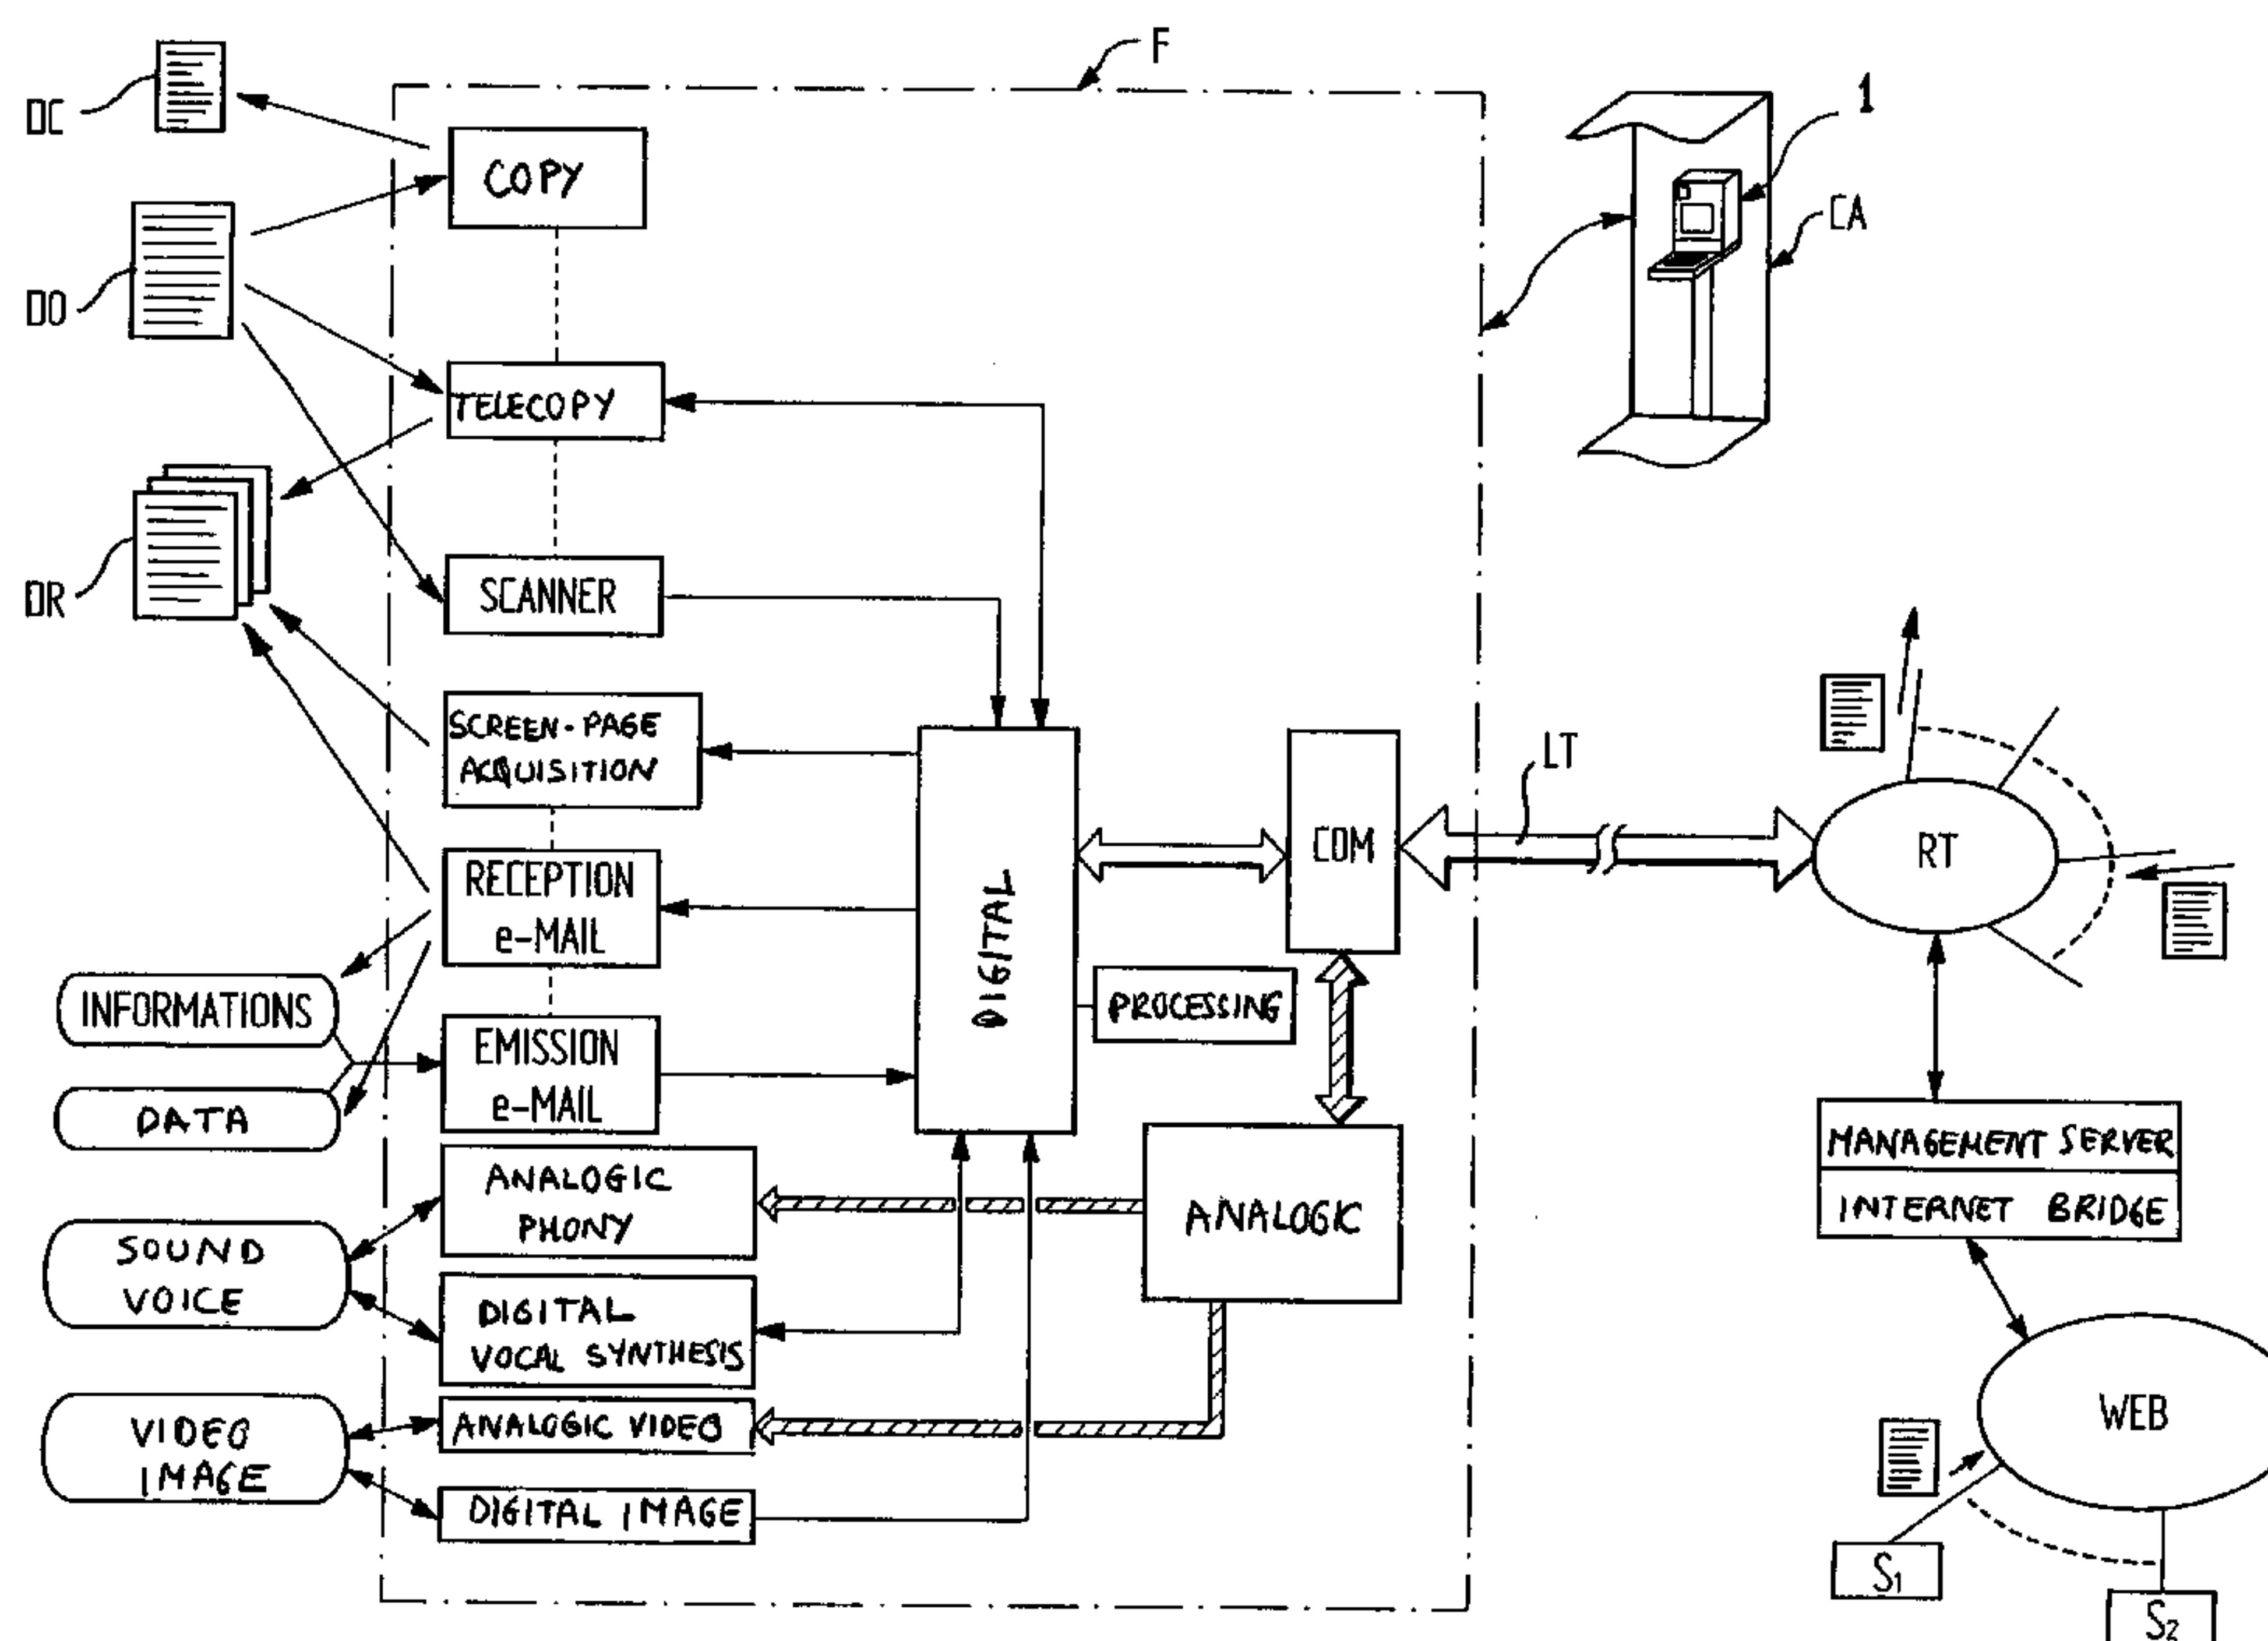 F
DC
1
COPY
CA
DO
TELECOPY
DR
SCANNER
SCREEN-PAGE
ACQUISITION
LT
COM
RT
RECEPTION
e-MAIL
DIGITAL
INFORMATIONS
PROCESSING
EMISSION
e-MAIL
DATA
MANAGEMENT SERVER
ANALOGIC
PHONY
ANALOGIC
INTERNET BRIDGE
SOUND
VOICE
DIGITAL
VOCAL SYNTHESIS
WEB
VIDEO
IMAGE
ANALOGIC VIDEO
DIGITAL IMAGE
S1
S2